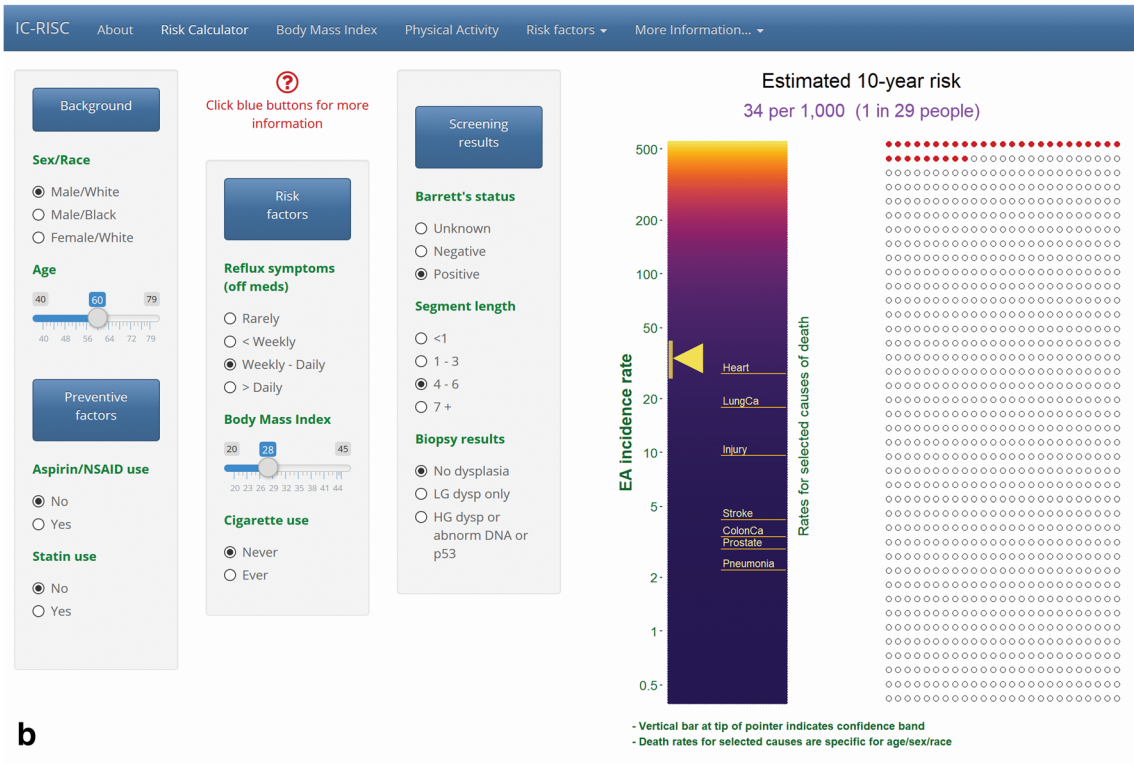 IC-RISC About Risk Calculator Body Mass Index Physical Activity Risk factors More Information...
Background
Sex/Race
Male/White
Male/Black
Female/White
Age
40 60 79
40 48 56 64 72 79
Preventive
factors
Aspirin/NSAID use
No
Yes
Statin use
No
Yes
?
Click blue buttons for more
information
Risk
factors
Reflux symptoms
(off meds)
Rarely
< Weekly
Weekly - Daily
> Daily
Body Mass Index
20 28 45
20 23 26 29 32 35 38 41 44
Cigarette use
Never
Ever
Screening
results
Barrett's status
Unknown
Negative
Positive
Segment length
<1
1 - 3
4 - 6
7 +
Biopsy results
No dysplasia
LG dysp only
HG dysp or
abnorm DNA or
p53
Estimated 10-year risk
34 per 1,000 (1 in 29 people)
EA incidence rate
500
200
100
50
20
10
5
2
1
0.5
Heart
LungCa
Injury
Stroke
ColonCa
Prostate
Pneumonia
Rates for selected causes of death
- Vertical bar at tip of pointer indicates confidence band
- Death rates for selected causes are specific for age/sex/race
b